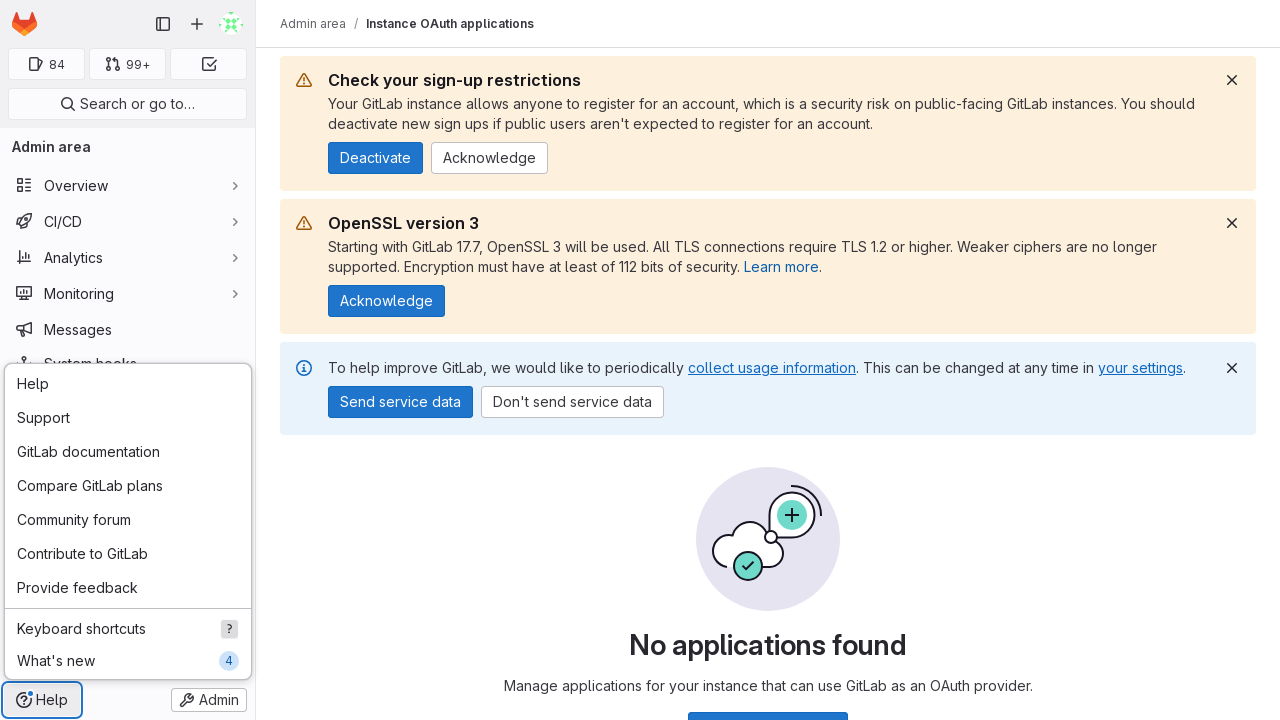 84
99+
Search or go to…
Admin area
Overview
CI/CD
Analytics
Monitoring
Messages
System hooks
Help
Support
GitLab documentation
Compare GitLab plans
Community forum
Contribute to GitLab
Provide feedback
Keyboard shortcuts ?
What's new 4
Help
Admin
Admin area / Instance OAuth applications
Check your sign-up restrictions
Your GitLab instance allows anyone to register for an account, which is a security risk on public-facing GitLab instances. You should
deactivate new sign ups if public users aren't expected to register for an account.
Deactivate
Acknowledge
OpenSSL version 3
Starting with GitLab 17.7, OpenSSL 3 will be used. All TLS connections require TLS 1.2 or higher. Weaker ciphers are no longer
supported. Encryption must have at least of 112 bits of security. Learn more.
Acknowledge
To help improve GitLab, we would like to periodically collect usage information. This can be changed at any time in your settings.
Send service data
Don't send service data
No applications found
Manage applications for your instance that can use GitLab as an OAuth provider.